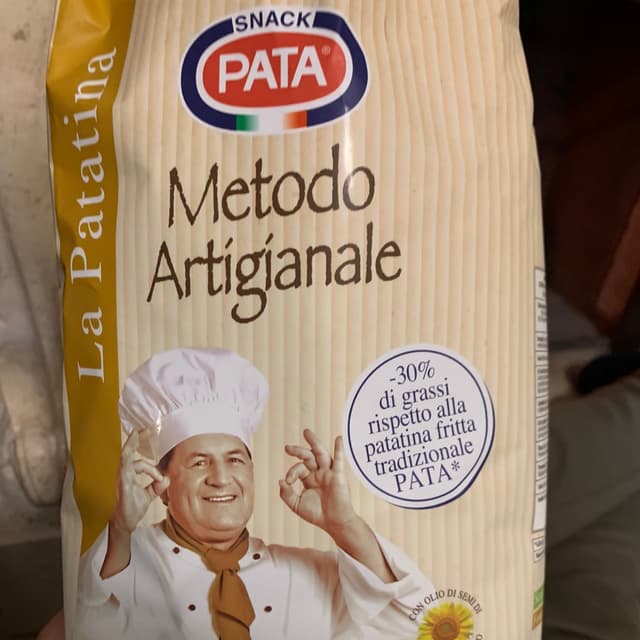 SNACK
PATA®
La Patatina
Metodo
Artigianale
-30%
di grassi
rispetto alla
patatina fritta
tradizionale
PATA*
CON OLIO DI SEMI DI